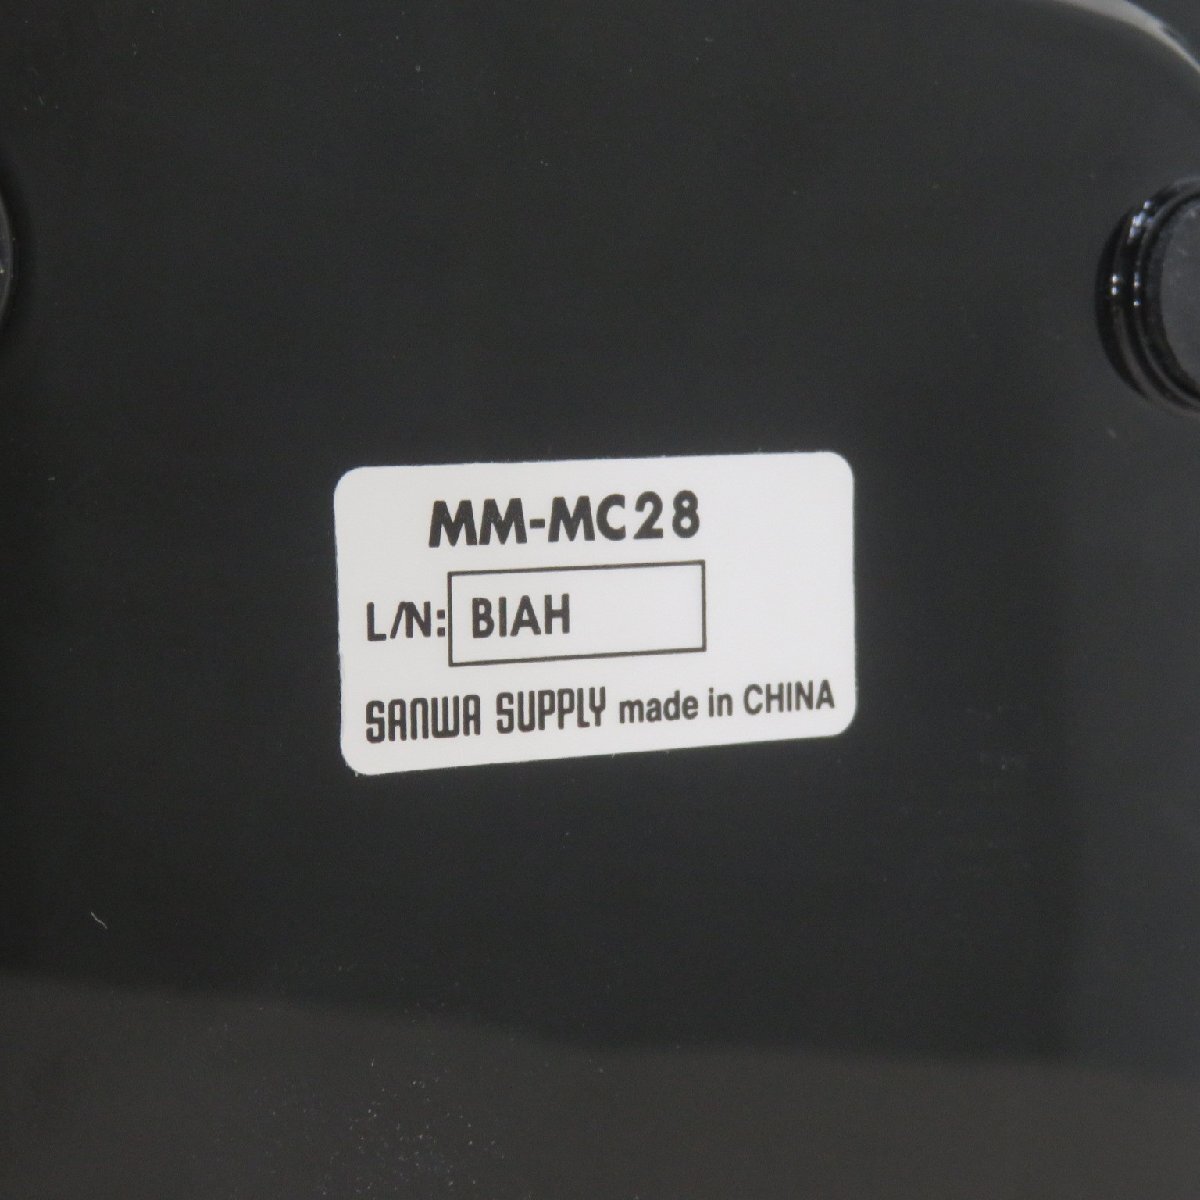 MM-MC28
L/N: BIAH
SANWA SUPPLY made in CHINA